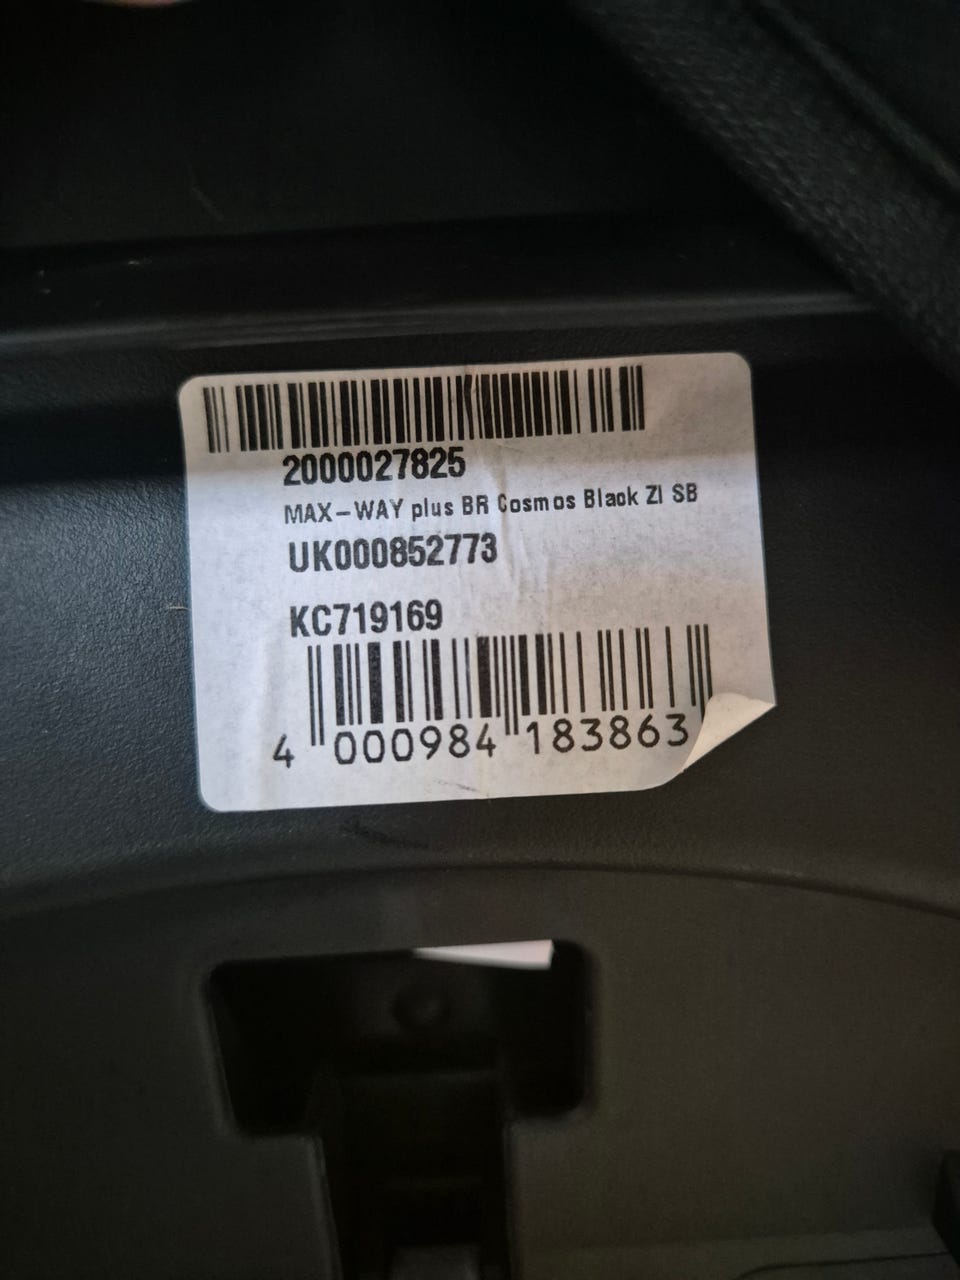 2000027825
MAX-WAY plus BR Cosmos Black ZI SB
UK000852773
KC719169
4 000984 183863